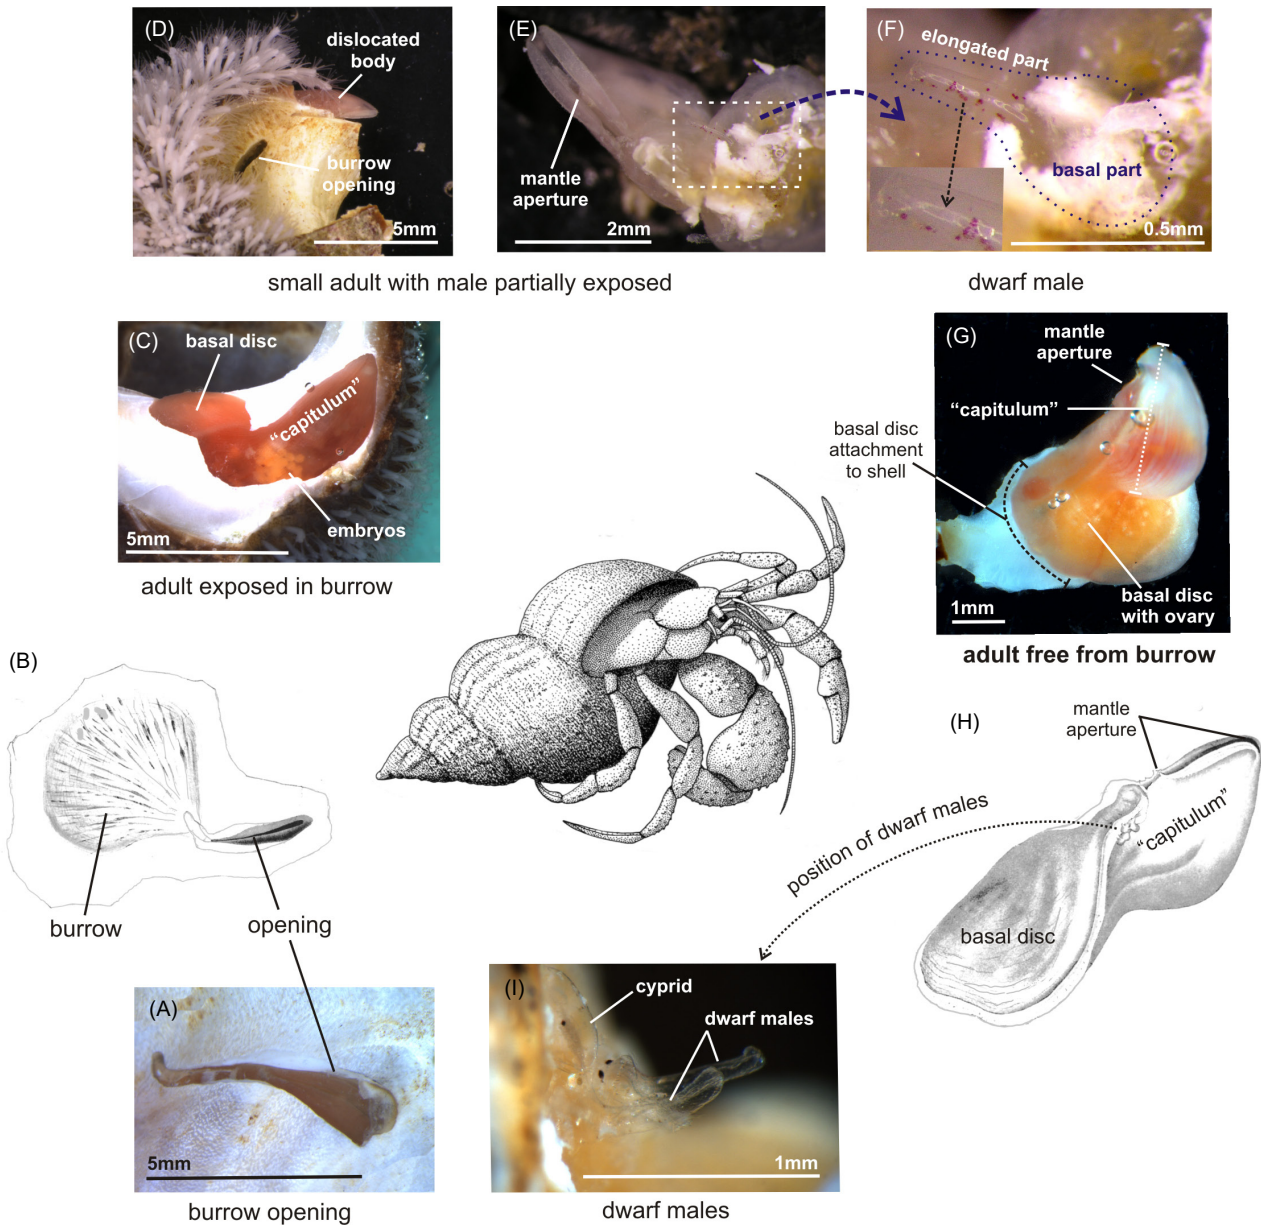 (D)
dislocated
body
burrow
opening
5mm
(E)
mantle
aperture
2mm
(F)
elongated part
basal part
0.5mm
small adult with male partially exposed
dwarf male
(C)
basal disc
“capitulum”
embryos
5mm
adult exposed in burrow
(G)
mantle
aperture
“capitulum”
basal disc
attachment
to shell
basal disc
with ovary
1mm
adult free from burrow
(B)
burrow
opening
(H)
mantle
aperture
“capitulum”
basal disc
position of dwarf males
(A)
5mm
burrow opening
(I)
cyprid
dwarf males
1mm
dwarf males